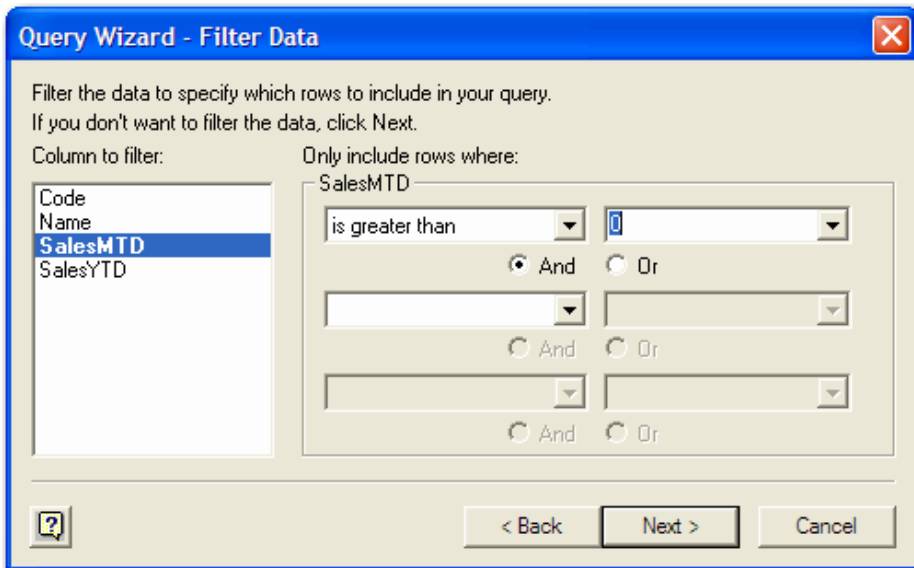 Query Wizard - Filter Data
Filter the data to specify which rows to include in your query.
If you don't want to filter the data, click Next.
Column to filter: Only include rows where:
Code
Name
SalesMTD
SalesYTD
SalesMTD
is greater than 0
And Or
And Or
And Or
? < Back Next > Cancel